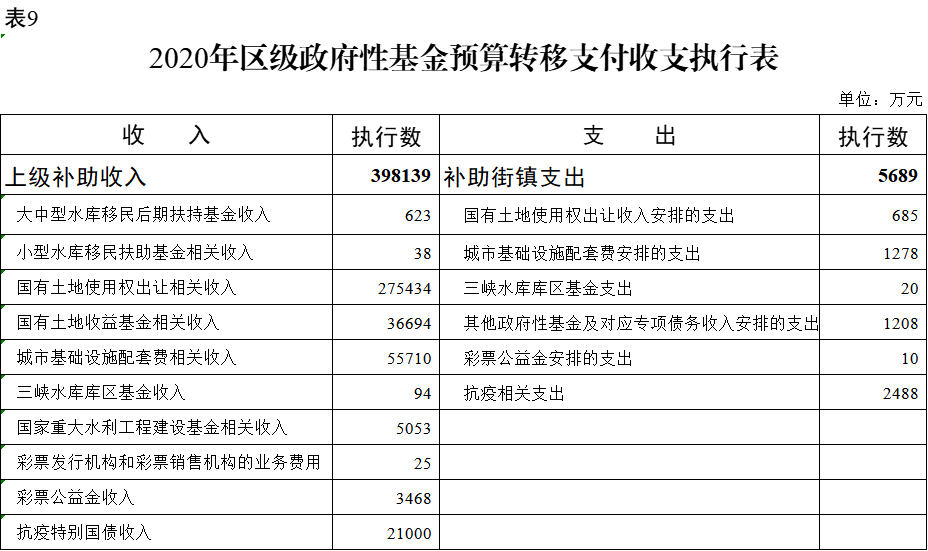 表9
2020年区级政府性基金预算转移支付收支执行表
单位：万元
收 入 执行数 支 出 执行数
上级补助收入 398139 补助街镇支出 5689
大中型水库移民后期扶持基金收入 623 国有土地使用权出让收入安排的支出 685
小型水库移民扶助基金相关收入 38 城市基础设施配套费安排的支出 1278
国有土地使用权出让相关收入 275434 三峡水库库区基金支出 20
国有土地收益基金相关收入 36694 其他政府性基金及对应专项债务收入安排的支出 1208
城市基础设施配套费相关收入 55710 彩票公益金安排的支出 10
三峡水库库区基金收入 94 抗疫相关支出 2488
国家重大水利工程建设基金相关收入 5053
彩票发行机构和彩票销售机构的业务费用 25
彩票公益金收入 3468
抗疫特别国债收入 21000